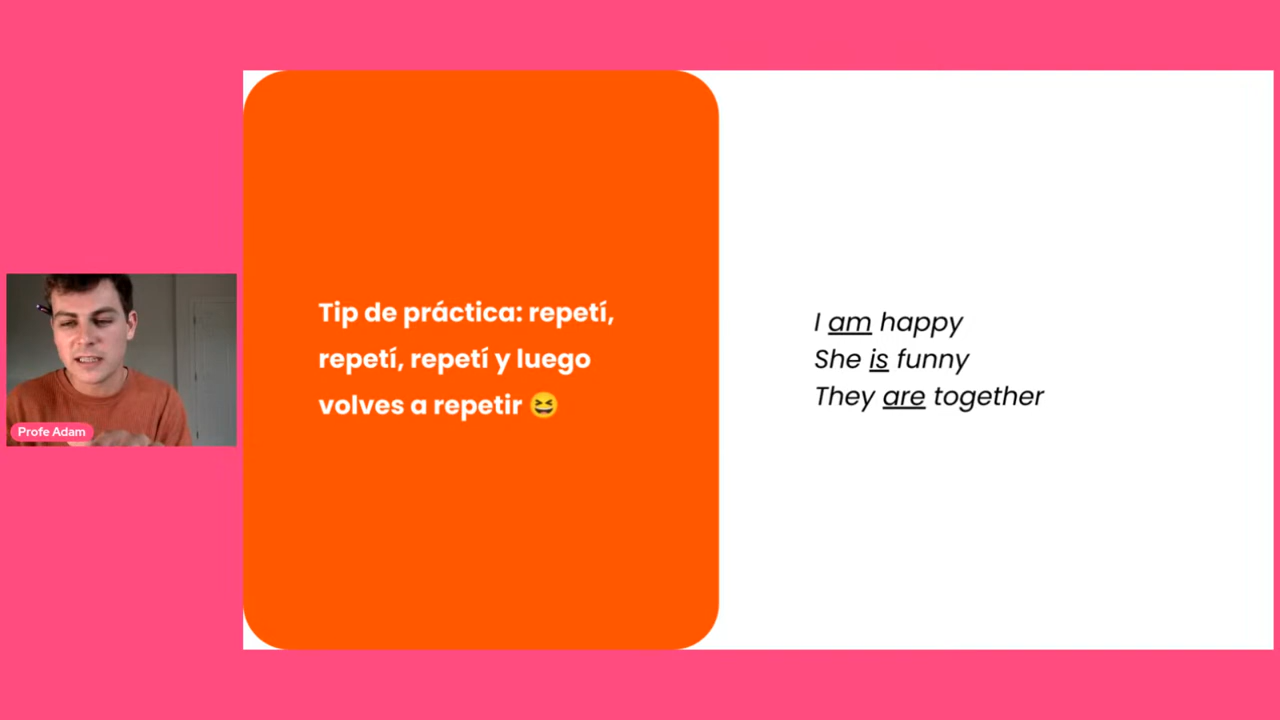 Tip de práctica: repetí,
repetí, repetí y luego
volves a repetir 😆
I am happy
She is funny
They are together
Profe Adam